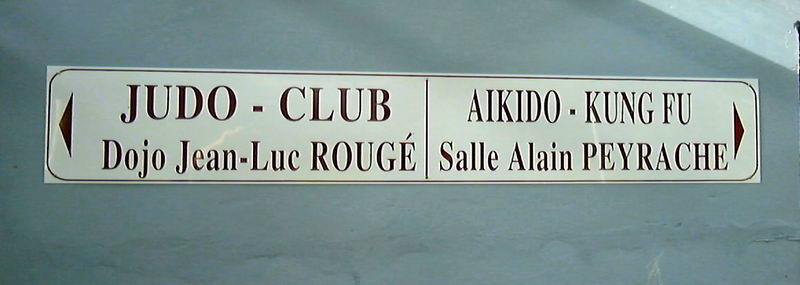 JUDO - CLUB
Dojo Jean-Luc ROUGÉ
AIKIDO - KUNG FU
Salle Alain PEYRACHE